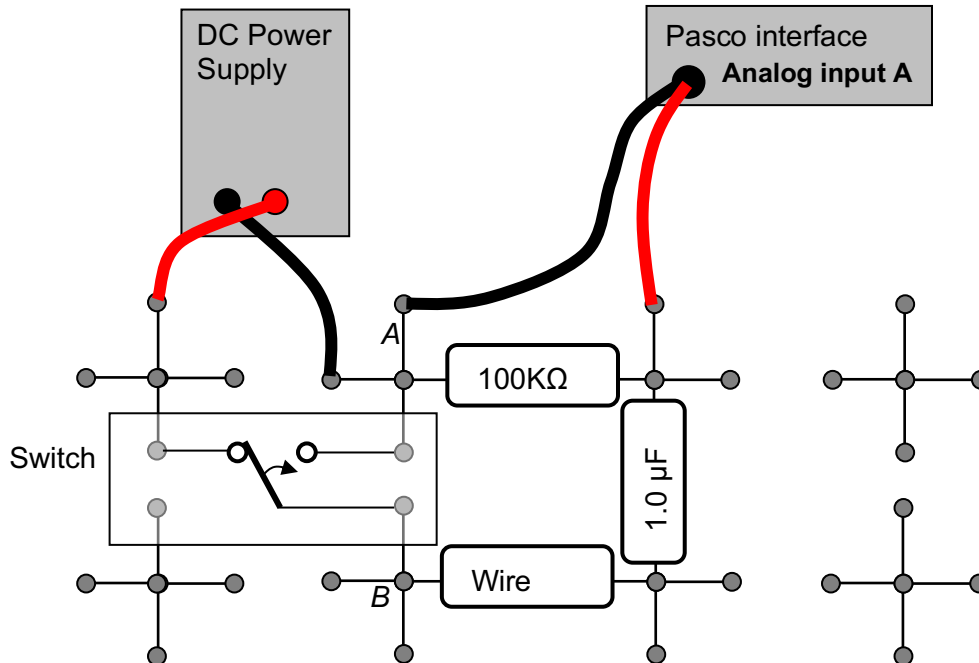 DC Power
Supply
Pasco interface
Analog input A
A
100KΩ
Switch
1.0 µF
B
Wire